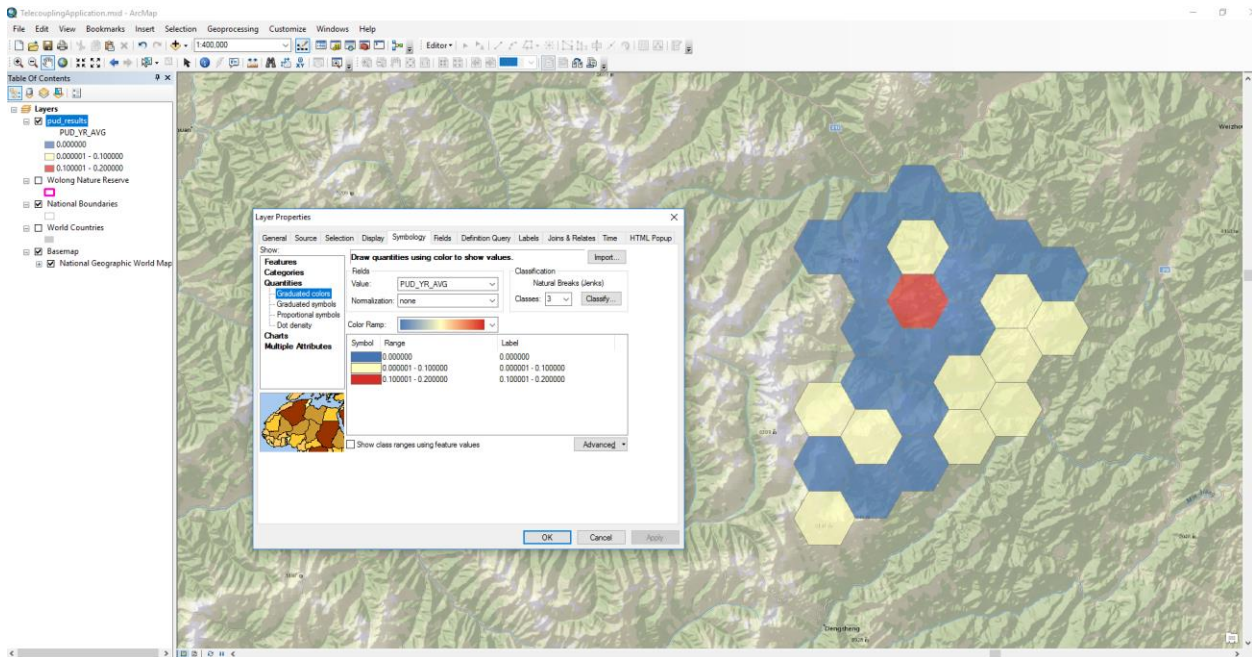 TelecouplingApplication.mxd - ArcMap
File Edit View Bookmarks Insert Selection Geoprocessing Customize Windows Help
1:400,000
Editor
Table Of Contents
Layers
pud_results
PUD_YR_AVG
0.000000
0.000001 - 0.100000
0.100001 - 0.200000
Wolong Nature Reserve
National Boundaries
World Countries
Basemap
National Geographic World Map
Layer Properties
General Source Selection Display Symbology Fields Definition Query Labels Joins & Relates Time HTML Popup
Show:
Features
Categories
Quantities
Graduated colors
Graduated symbols
Proportional symbols
Dot density
Charts
Multiple Attributes
Draw quantities using color to show values.
Import...
Fields
Value: PUD_YR_AVG
Normalization: none
Classification
Natural Breaks (Jenks)
Classes: 3 Classify...
Color Ramp:
Symbol Range Label
0.000000 0.000000
0.000001 - 0.100000 0.000001 - 0.100000
0.100001 - 0.200000 0.100001 - 0.200000
Show class ranges using feature values
Advanced
OK Cancel Apply